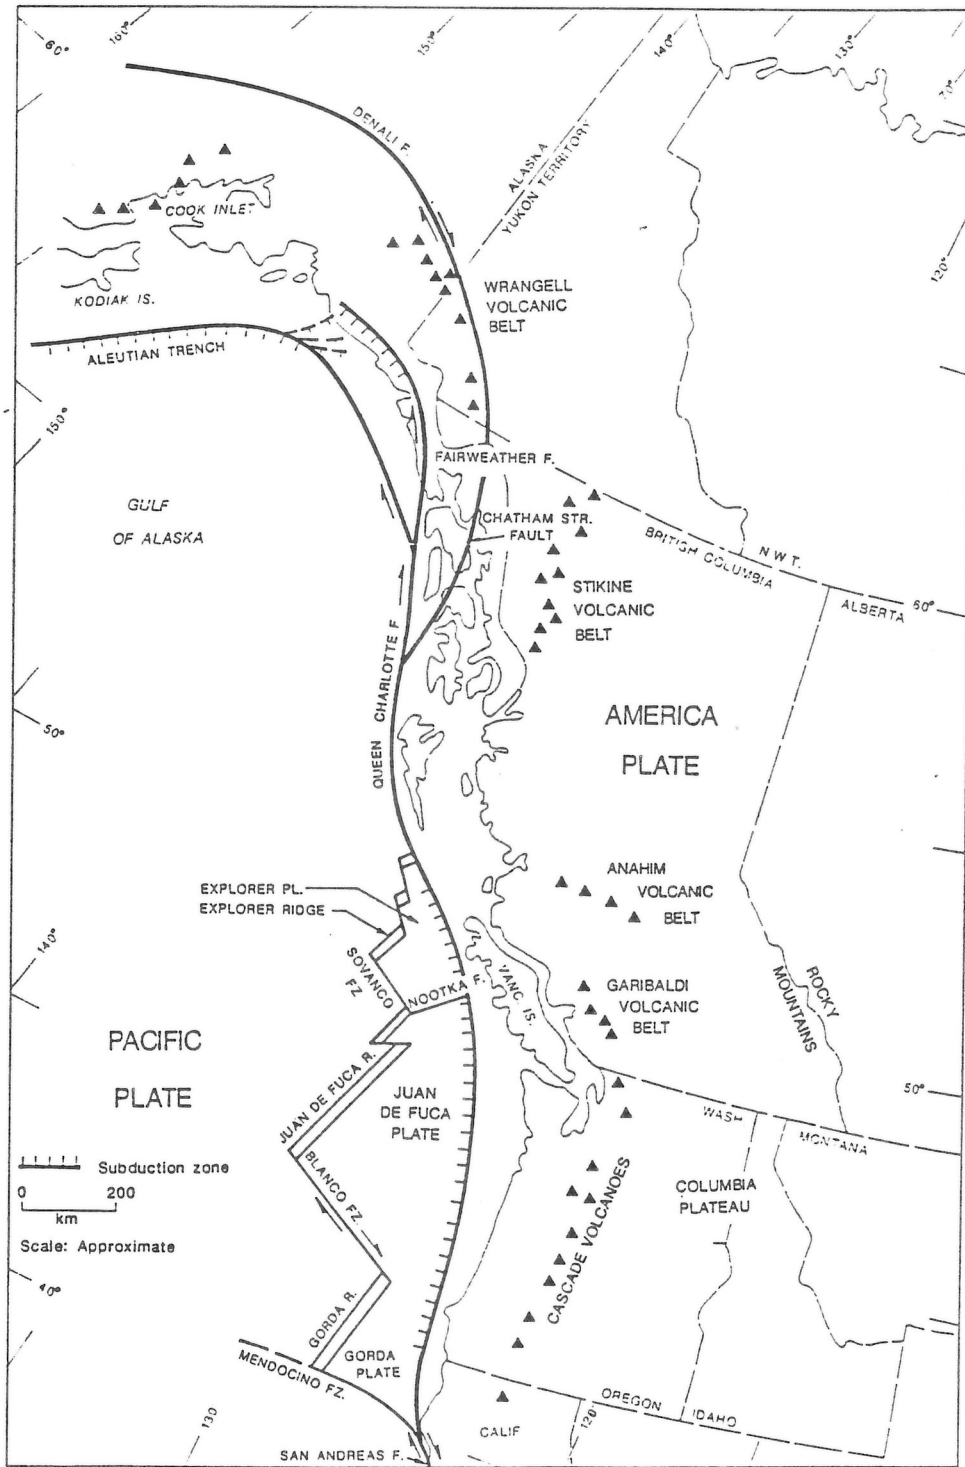 60°
160°
150°
140°
130°
70°
DENALI F.
ALASKA
YUKON TERRITORY
COOK INLET
120°
KODIAK IS.
WRANGELL
VOLCANIC
BELT
ALEUTIAN TRENCH
150°
FAIRWEATHER F.
GULF
OF ALASKA
CHATHAM STR.
FAULT
N W T.
BRITISH COLUMBIA
STIKINE
VOLCANIC
BELT
ALBERTA
60°
QUEEN CHARLOTTE F.
AMERICA
PLATE
50°
ANAHIM
VOLCANIC
BELT
EXPLORER PL.
EXPLORER RIDGE
140°
SOVANCO
FZ
NOOTKA F.
VANC. IS.
GARIBALDI
VOLCANIC
BELT
ROCKY
MOUNTAINS
PACIFIC
PLATE
JUAN DE FUCA R.
JUAN
DE FUCA
PLATE
50°
WASH
MONTANA
Subduction zone
0 200
km
Scale: Approximate
BLANCO FZ.
CASCADE VOLCANOES
COLUMBIA
PLATEAU
40°
GORDA R.
GORDA
PLATE
MENDOCINO FZ.
OREGON
IDAHO
130
120
CALIF
SAN ANDREAS F.